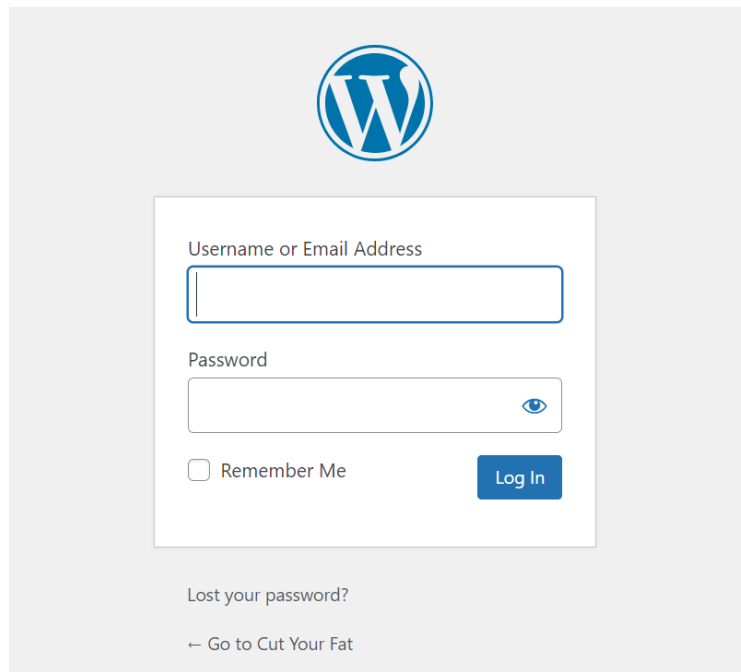 W
Username or Email Address
Password
Remember Me
Log In
Lost your password?
← Go to Cut Your Fat